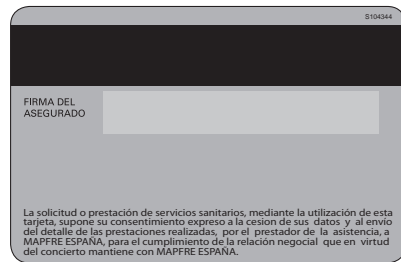 S104344
FIRMA DEL
ASEGURADO
La solicitud o prestación de servicios sanitarios, mediante la utilización de esta
tarjeta, supone su consentimiento expreso a la cesion de sus datos y al envío
del detalle de las prestaciones realizadas, por el prestador de la asistencia, a
MAPFRE ESPAÑA, para el cumplimiento de la relación negocial que en virtud
del concierto mantiene con MAPFRE ESPAÑA.